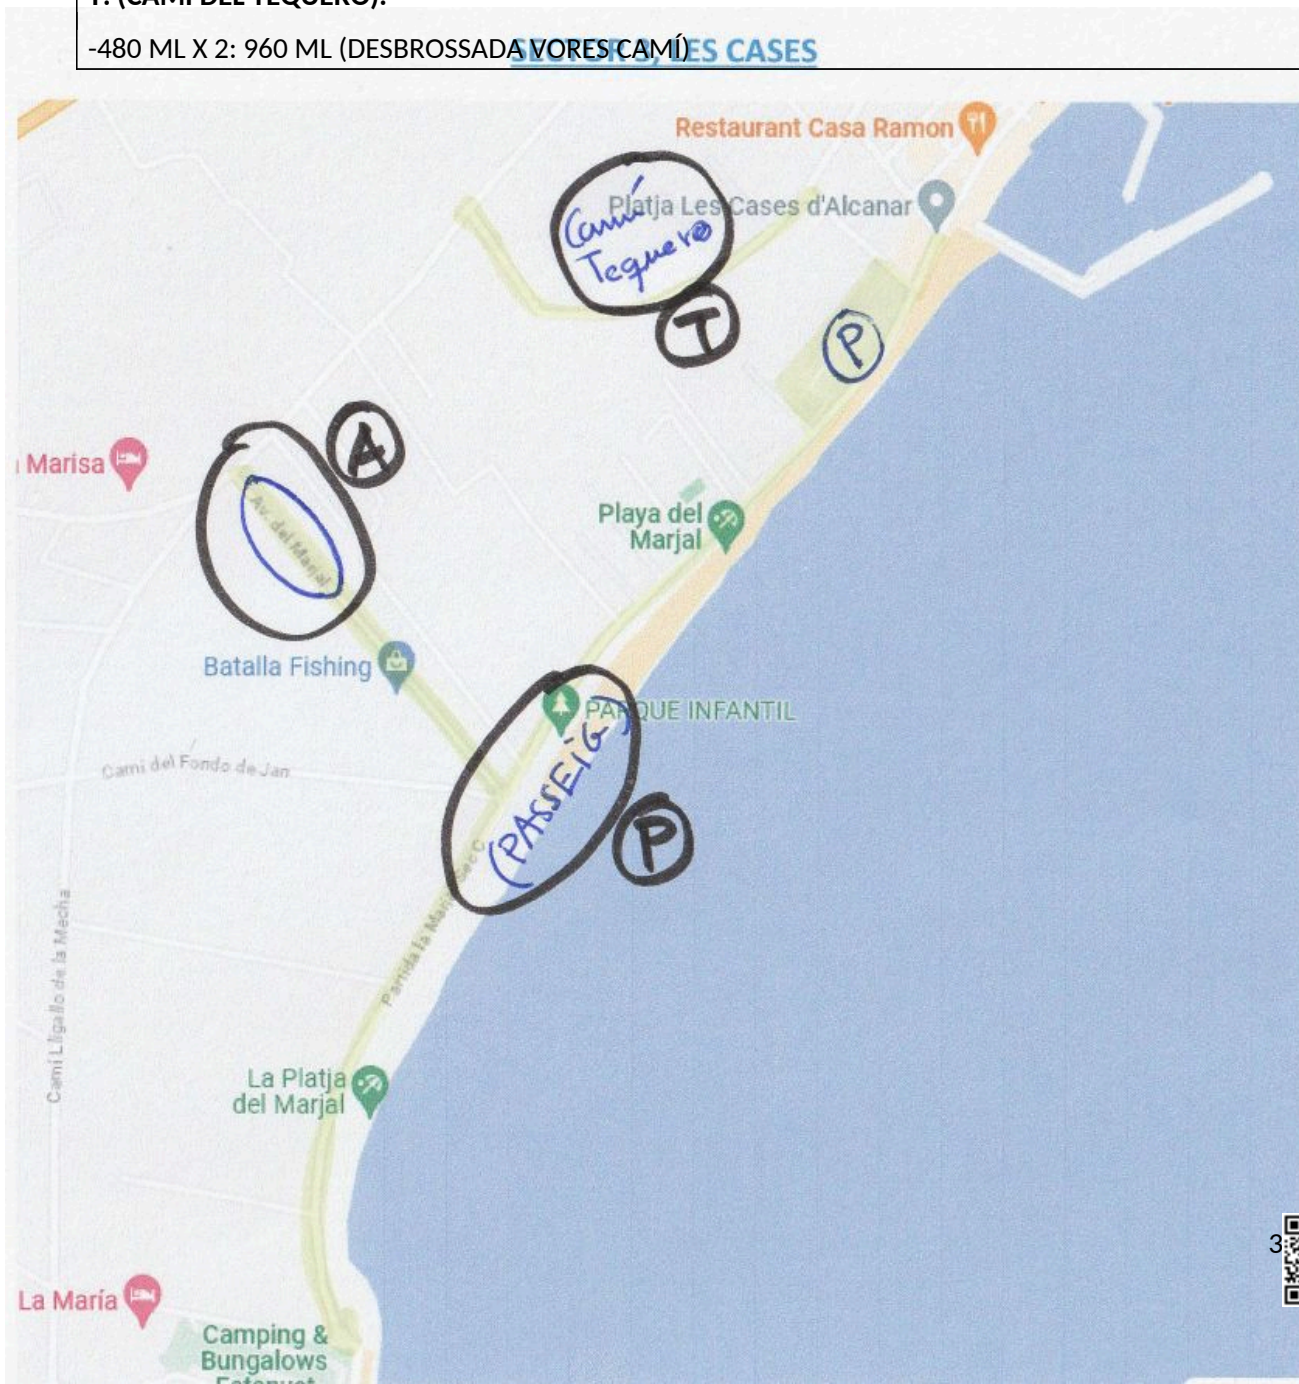 T: (CAMÍ DEL TEQUERO):
-480 ML X 2: 960 ML (DESBROSSADA VORES CAMÍ)
SECTOR 3, LES CASES
Restaurant Casa Ramon
Platja Les Cases d'Alcanar
Camí
Tequero
T
P
A
Marisa
Av. del Marjal
Playa del
Marjal
Batalla Fishing
PARQUE INFANTIL
(PASSEIG)
P
Camí del Fondo de Jan
Partida la Marjal
Sec C
Camí Lligallo de la Mecha
La Platja
del Marjal
3
La María
Camping &
Bungalows
Estanyet